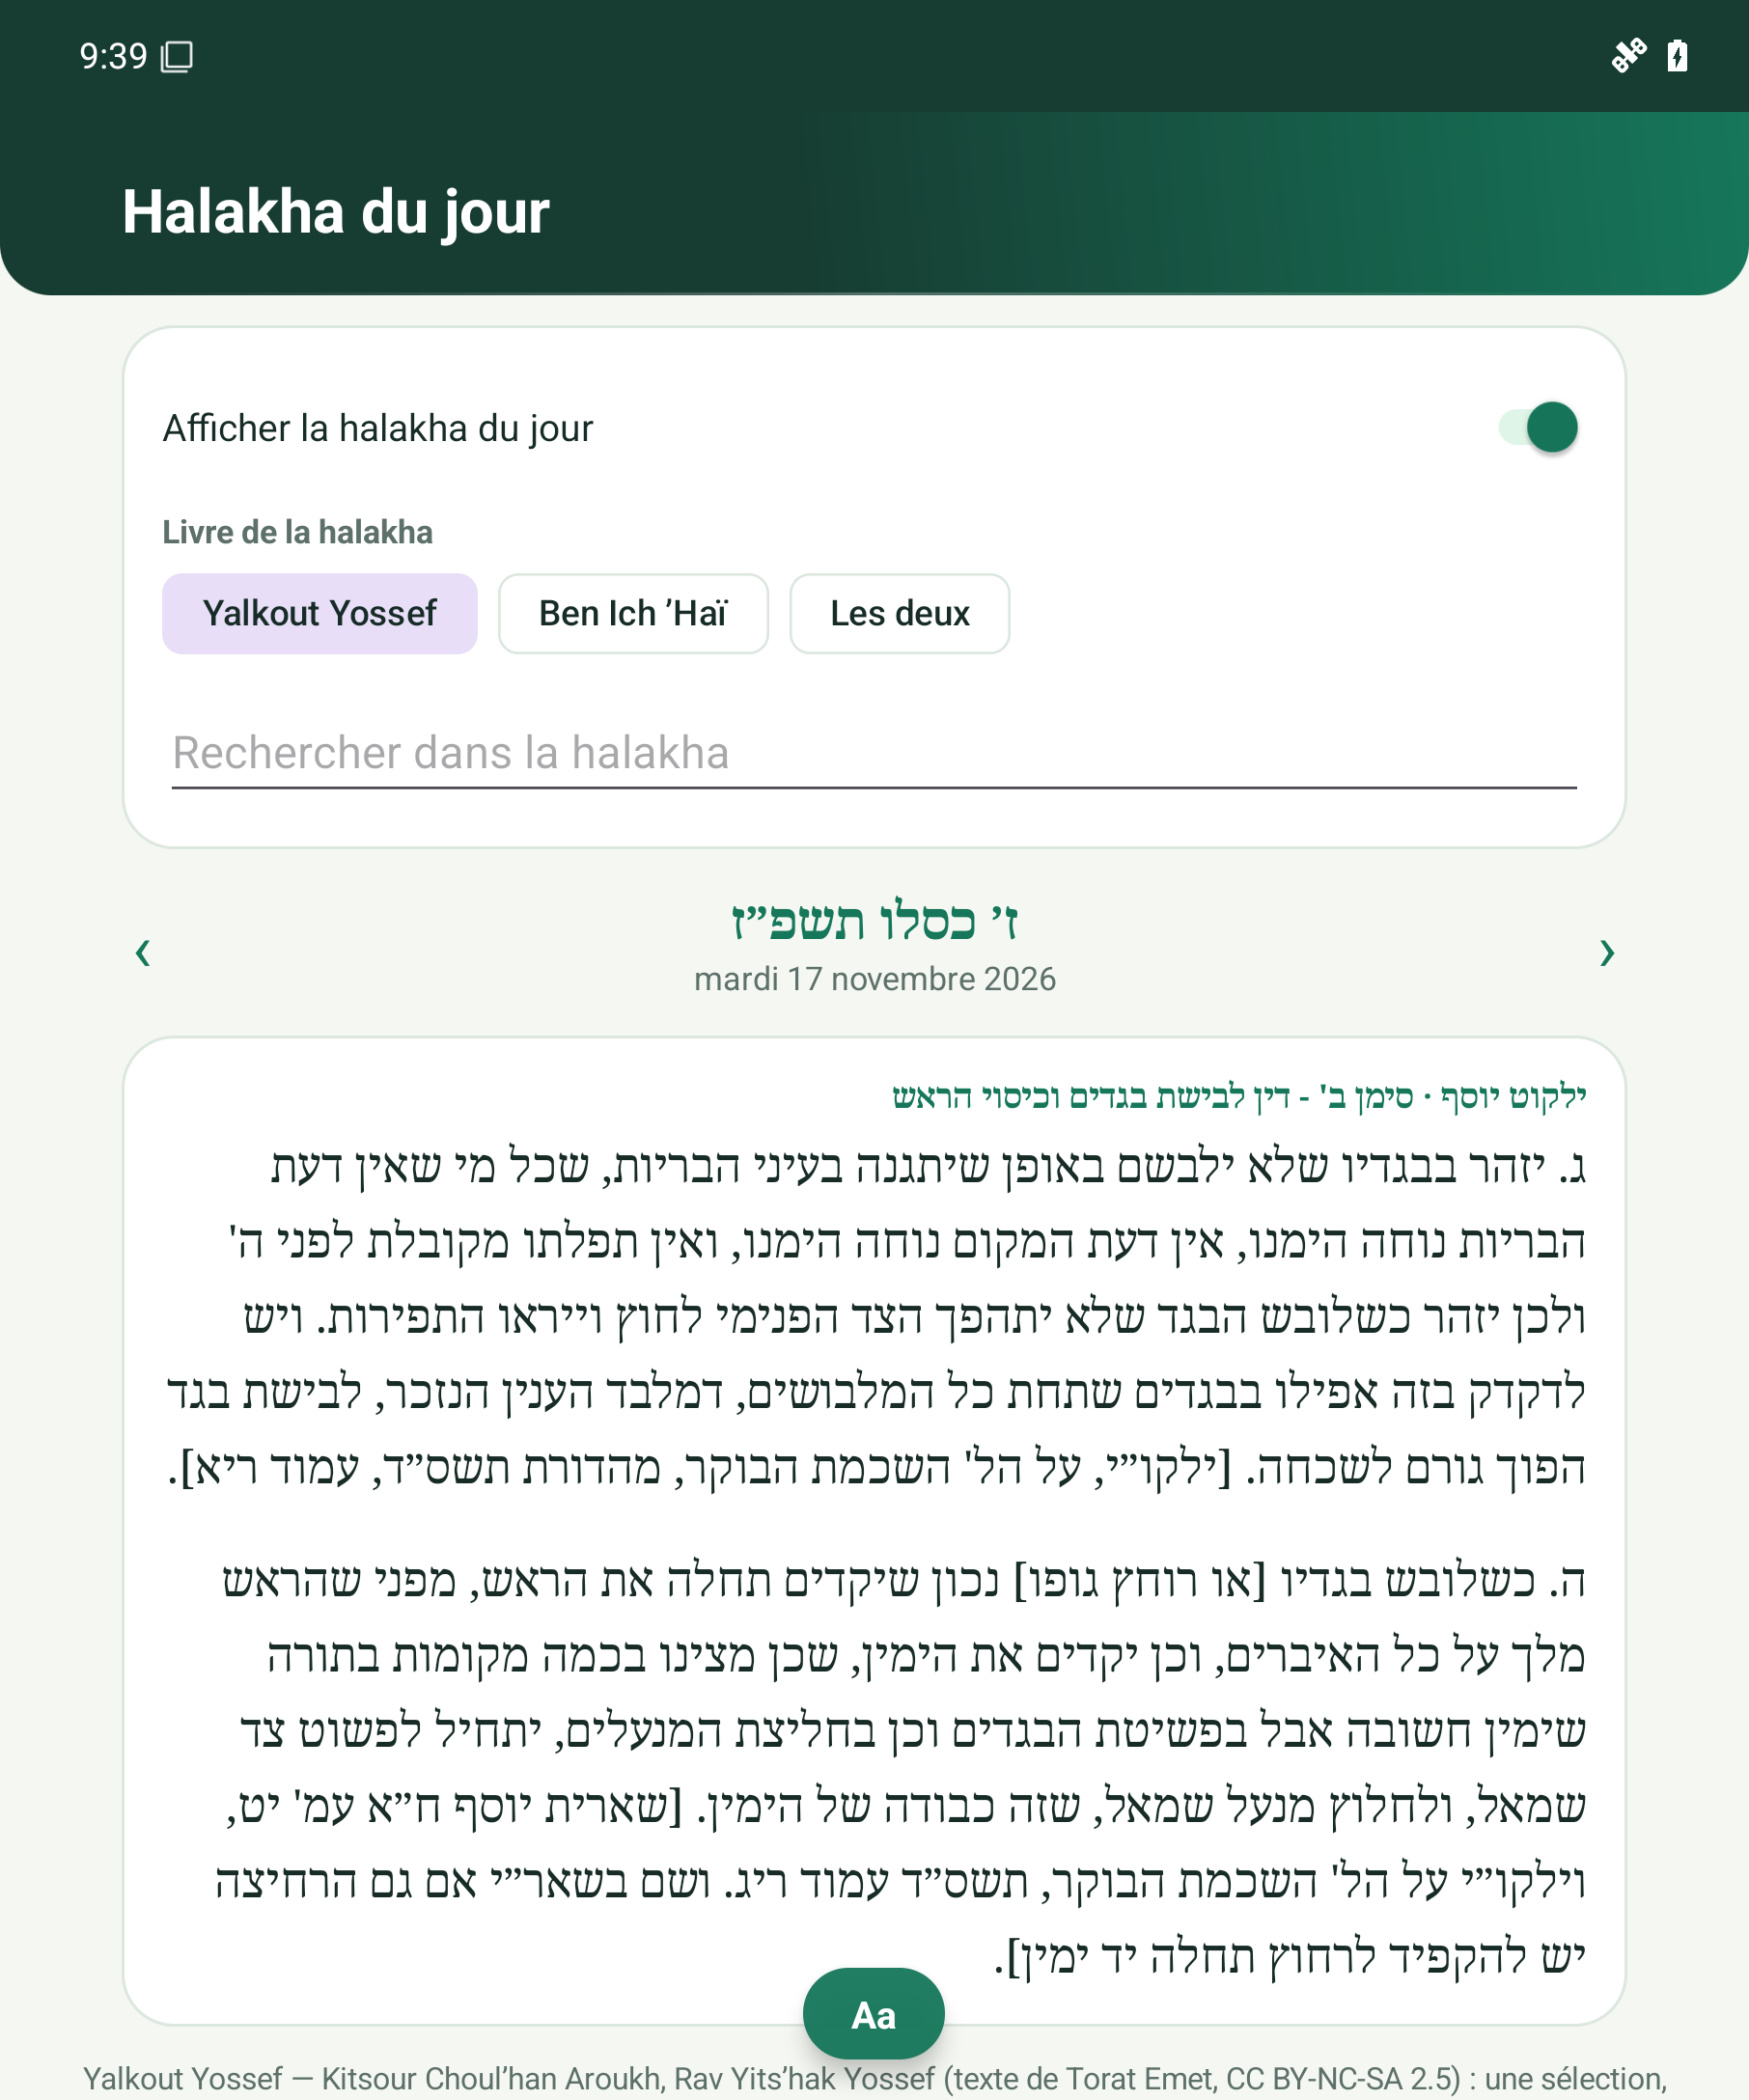 9:39
Halakha du jour
Afficher la halakha du jour
Livre de la halakha
Yalkout Yossef
Ben Ich ’Haï
Les deux
Rechercher dans la halakha
ז’ כסלו תשפ”ז
mardi 17 novembre 2026
ילקוט יוסף · סימן ב' - דין לבישת בגדים וכיסוי הראש
ג. יזהר בבגדיו שלא ילבשם באופן שיתגנה בעיני הבריות, שכל מי שאין דעת
הבריות נוחה הימנו, אין דעת המקום נוחה הימנו, ואין תפלתו מקובלת לפני ה'
ולכן יזהר כשלובש הבגד שלא יתהפך הצד הפנימי לחוץ וייראו התפירות. ויש
לדקדק בזה אפילו בבגדים שתחת כל המלבושים, דמלבד הענין הנזכר, לבישת בגד
הפוך גורם לשכחה. [ילקו”י, על הל' השכמת הבוקר, מהדורת תשס”ד, עמוד ריא].
ה. כשלובש בגדיו [או רוחץ גופו] נכון שיקדים תחלה את הראש, מפני שהראש
מלך על כל האיברים, וכן יקדים את הימין, שכן מצינו בכמה מקומות בתורה
שימין חשובה אבל בפשיטת הבגדים וכן בחליצת המנעלים, יתחיל לפשוט צד
שמאל, ולחלוץ מנעל שמאל, שזה כבודה של הימין. [שארית יוסף ח”א עמ' יט,
וילקו”י על הל' השכמת הבוקר, תשס”ד עמוד ריג. ושם בשאר”י אם גם הרחיצה
יש להקפיד לרחוץ תחלה יד ימין].
Aa
Yalkout Yossef — Kitsour Choul’han Aroukh, Rav Yits’hak Yossef (texte de Torat Emet, CC BY-NC-SA 2.5) : une sélection,